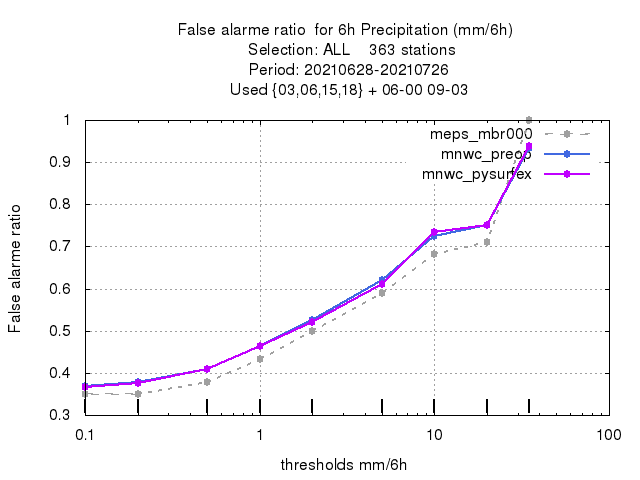 False alarme ratio  for 6h Precipitation (mm/6h)
Selection: ALL    363 stations
Period: 20210628-20210726
Used {03,06,15,18} + 06-00 09-03
meps_mbr000
mnwc_preop
mnwc_pysurfex
1
0.9
0.8
0.7
0.6
0.5
0.4
0.3
False alarme ratio
0.1
1
10
100
thresholds mm/6h